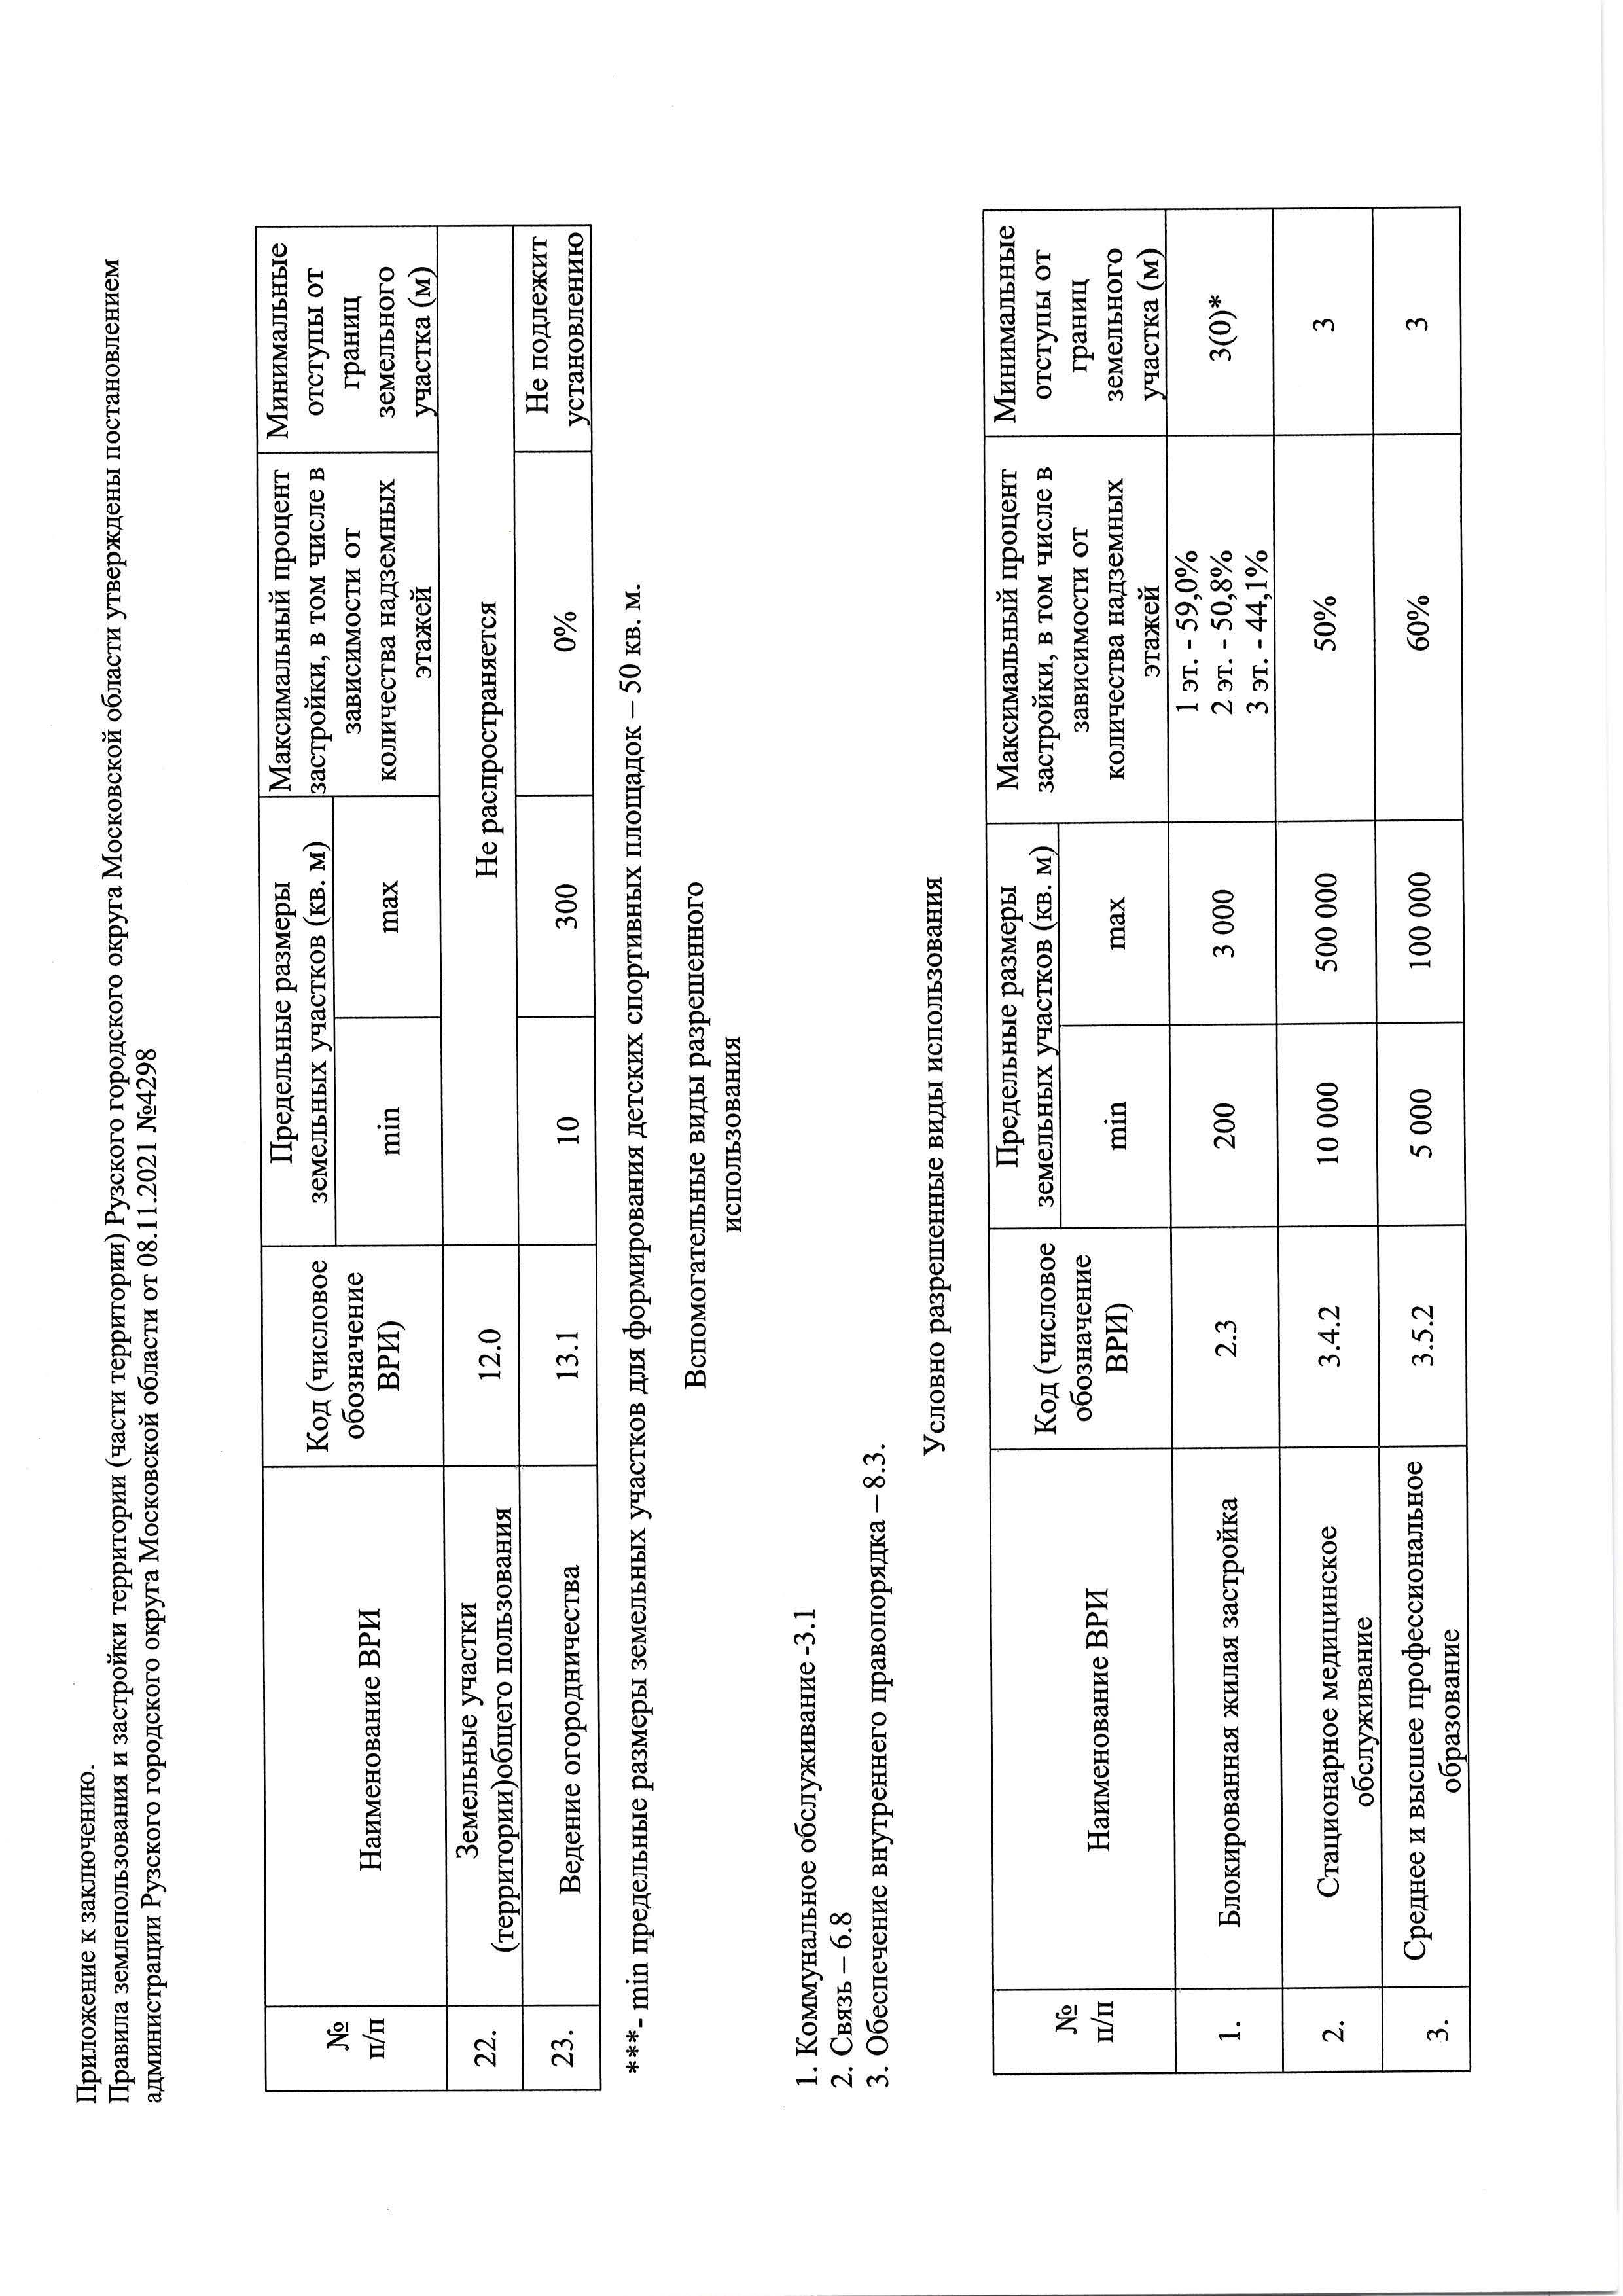 Приложение к заключению.
Правила землепользования и застройки территории (части территории) Рузского городского округа Московской области утверждены постановлением
администрации Рузского городского округа Московской области от 08.11.2021 №4298
№
п/п
Наименование ВРИ
Код (числовое
обозначение
ВРИ)
Предельные размеры
земельных участков (кв. м)
min
max
Максимальный процент
застройки, в том числе в
зависимости от
количества надземных
этажей
Минимальные
отступы от
границ
земельного
участка (м)
22.
Земельные участки
(территории)общего пользования
12.0
Не распространяется
23.
Ведение огородничества
13.1
10
300
0%
Не подлежит
установлению
***- min предельные размеры земельных участков для формирования детских спортивных площадок – 50 кв. м.
Вспомогательные виды разрешенного
использования
1. Коммунальное обслуживание -3.1
2. Связь – 6.8
3. Обеспечение внутреннего правопорядка – 8.3.
Условно разрешенные виды использования
№
п/п
Наименование ВРИ
Код (числовое
обозначение
ВРИ)
Предельные размеры
земельных участков (кв. м)
min
max
Максимальный процент
застройки, в том числе в
зависимости от
количества надземных
этажей
Минимальные
отступы от
границ
земельного
участка (м)
1.
Блокированная жилая застройка
2.3
200
3 000
1 эт. - 59,0%
2 эт. - 50,8%
3 эт. - 44,1%
3(0)*
2.
Стационарное медицинское
обслуживание
3.4.2
10 000
500 000
50%
3
3.
Среднее и высшее профессиональное
образование
3.5.2
5 000
100 000
60%
3